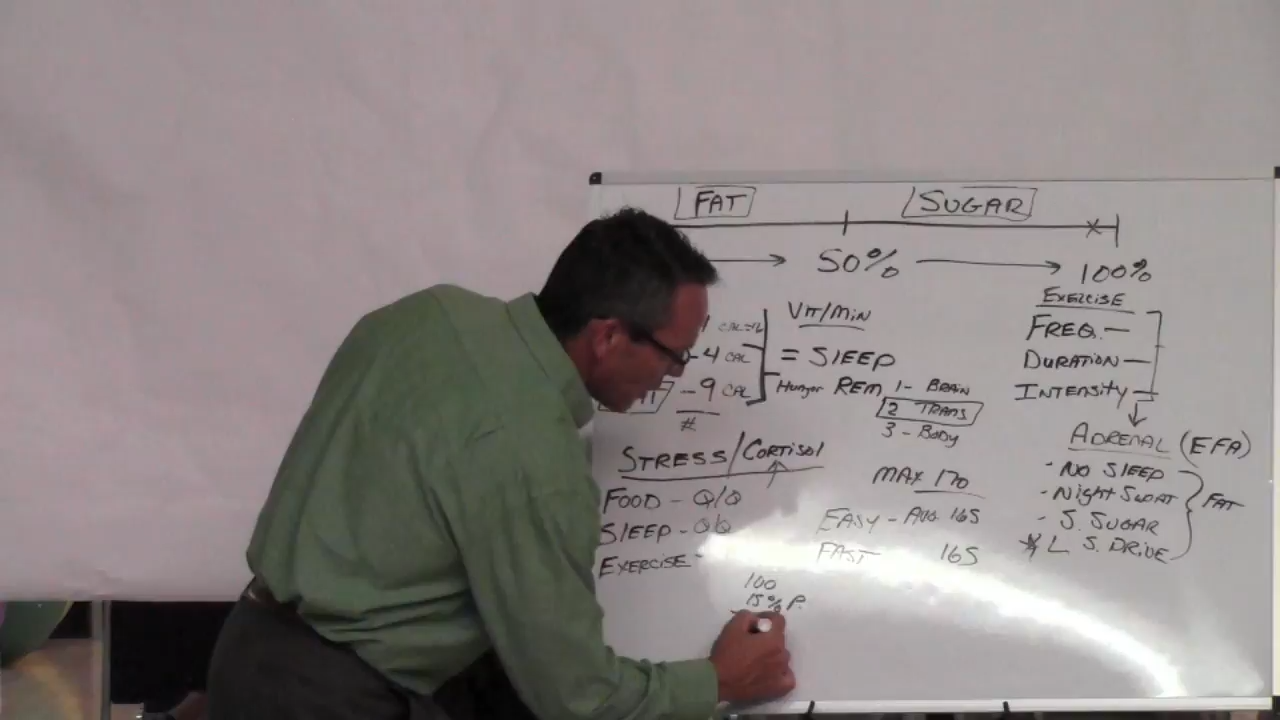 FAT SUGAR
50% 100%
CAL
-4 CAL
-9 CAL
#
VIT/MIN
= SLEEP
Hunger REM 1- BRAIN
2 TRANS
3 - BODY
EXERCISE
FREQ. —
DURATION —
INTENSITY —
STRESS/CORTISOL
FOOD - Q/Q
SLEEP - Q/Q
EXERCISE -
MAX 170
EASY - AVG. 165
FAST 165
100
15% P.
ADRENAL (EFA)
- NO SLEEP
- NIGHT SWEAT
- S. SUGAR
L S. DRIVE
FAT